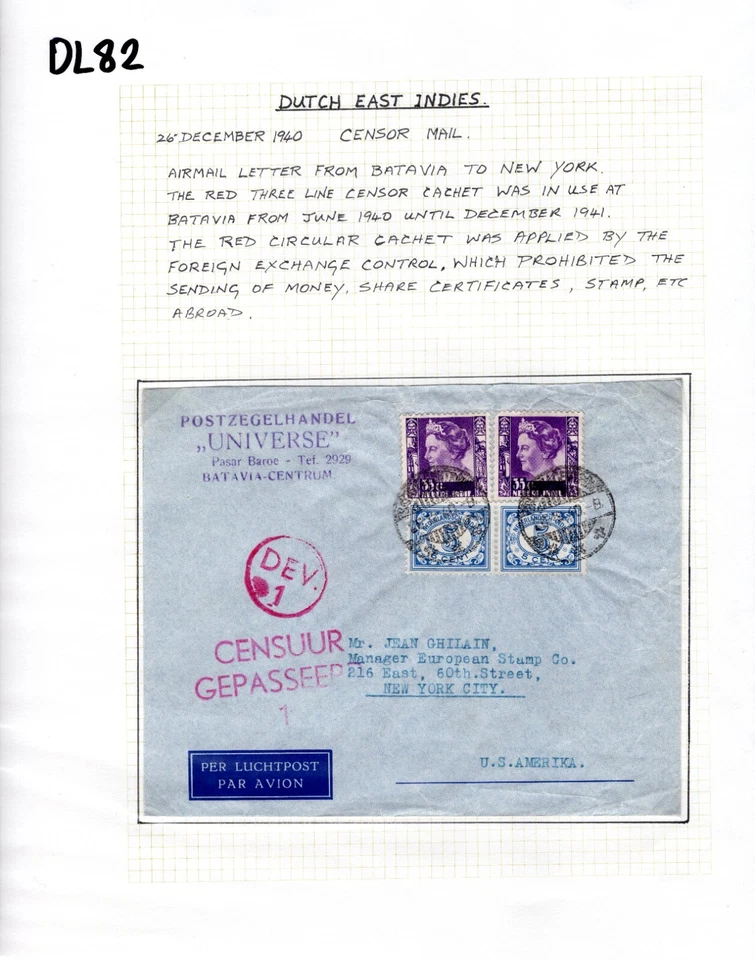 DL82
DUTCH EAST INDIES.
26 DECEMBER 1940 CENSOR MAIL.
AIRMAIL LETTER FROM BATAVIA TO NEW YORK.
THE RED THREE LINE CENSOR CACHET WAS IN USE AT
BATAVIA FROM JUNE 1940 UNTIL DECEMBER 1941.
THE RED CIRCULAR CACHET WAS APPLIED BY THE
FOREIGN EXCHANGE CONTROL, WHICH PROHIBITED THE
SENDING OF MONEY, SHARE CERTIFICATES, STAMP, ETC
ABROAD.
POSTZEGELHANDEL
„UNIVERSE”
Pasar Baroe - Tef. 2929
BATAVIA-CENTRUM
DEV.
1
CENSUUR
GEPASSEERD
1
Mr. JEAN GHILAIN,
Manager European Stamp Co.
216 East, 60th.Street,
NEW YORK CITY.
U.S.AMERIKA.
PER LUCHTPOST
PAR AVION